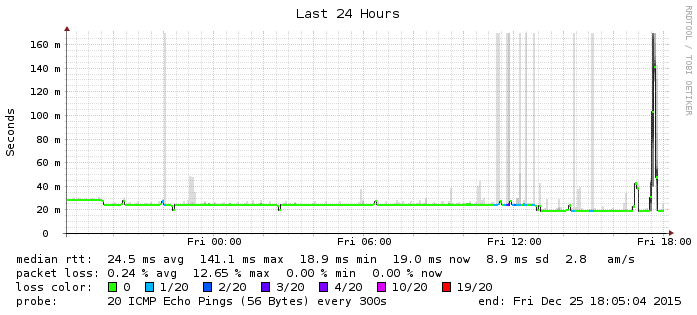 Last 24 Hours
RRDTOOL / TOBI OETIKER
Seconds
160 m
140 m
120 m
100 m
80 m
60 m
40 m
20 m
0
Fri 00:00 Fri 06:00 Fri 12:00 Fri 18:00
median rtt: 24.5 ms avg 141.1 ms max 18.9 ms min 19.0 ms now 8.9 ms sd 2.8 am/s
packet loss: 0.24 % avg 12.65 % max 0.00 % min 0.00 % now
loss color: 0 1/20 2/20 3/20 4/20 10/20 19/20
probe: 20 ICMP Echo Pings (56 Bytes) every 300s end: Fri Dec 25 18:05:04 2015